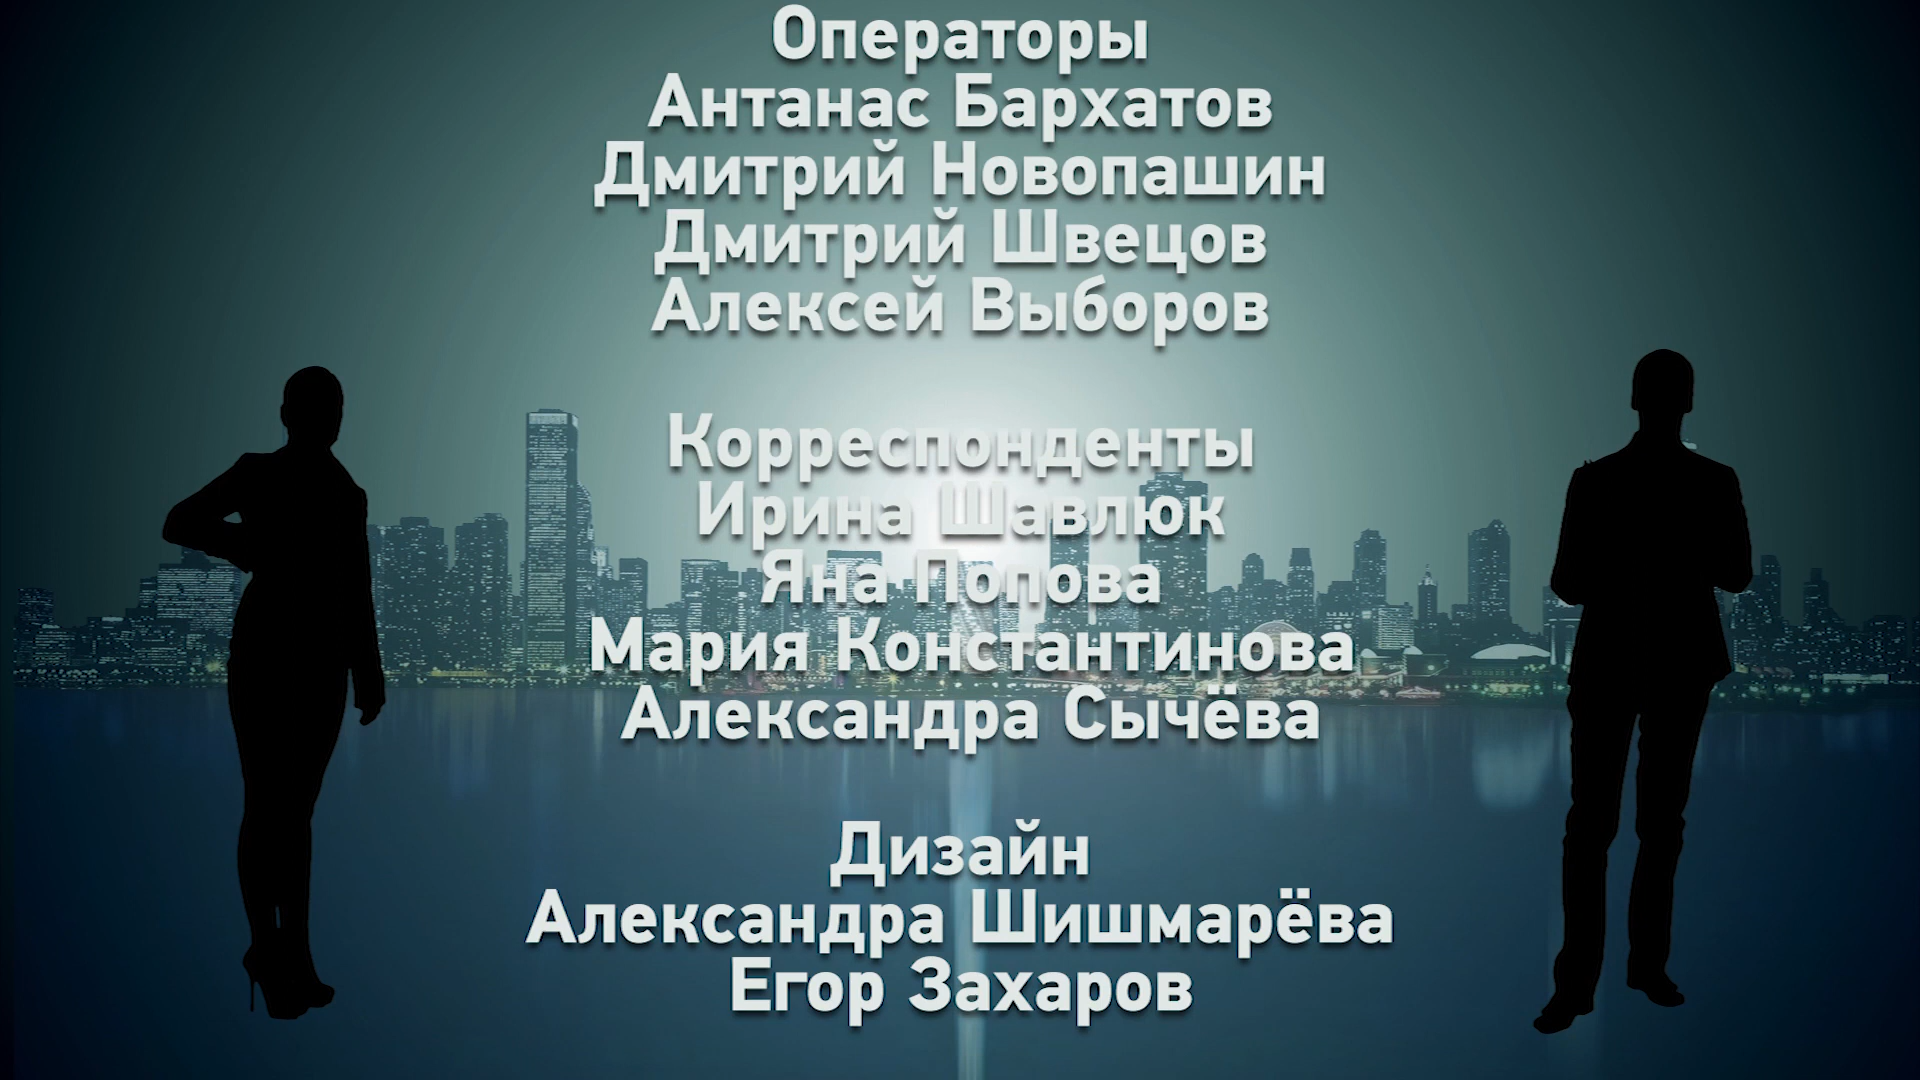 Операторы
Антанас Бархатов
Дмитрий Новопашин
Дмитрий Швецов
Алексей Выборов
Корреспонденты
Ирина Шавлюк
Яна Попова
Мария Константинова
Александра Сычёва
Дизайн
Александра Шишмарёва
Егор Захаров